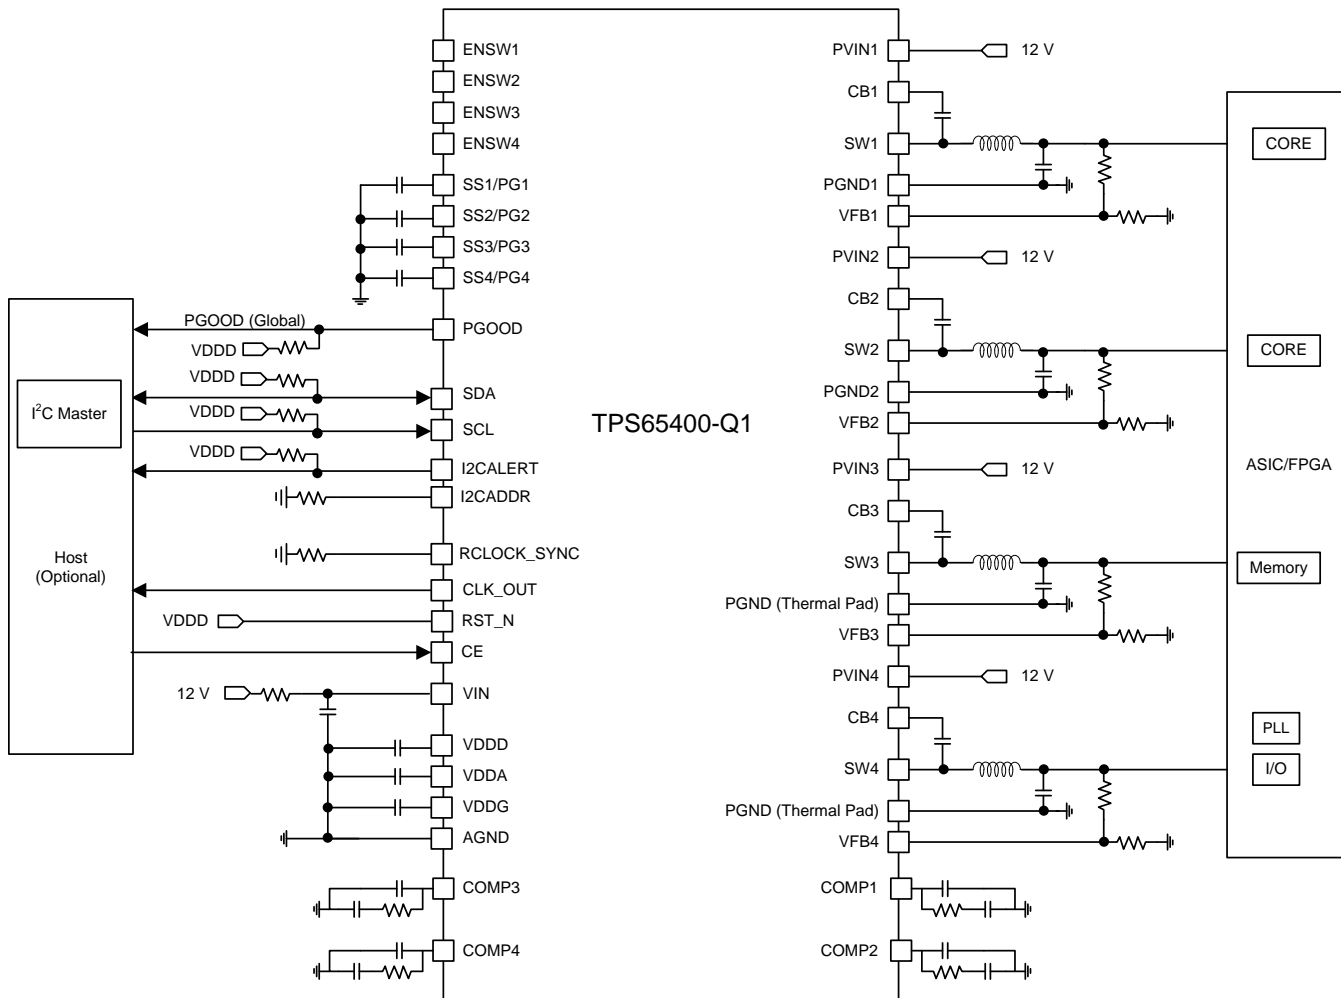 ENSW1
ENSW2
ENSW3
ENSW4
SS1/PG1
SS2/PG2
SS3/PG3
SS4/PG4
PGOOD (Global)
PGOOD
VDDD
VDDD
SDA
VDDD
SCL
VDDD
I2CALERT
I2CADDR
RCLOCK_SYNC
CLK_OUT
VDDD
RST_N
CE
12 V
VIN
VDDD
VDDA
VDDG
AGND
COMP3
COMP4
I²C Master
Host
(Optional)
TPS65400-Q1
PVIN1
12 V
CB1
SW1
PGND1
VFB1
PVIN2
12 V
CB2
SW2
PGND2
VFB2
PVIN3
12 V
CB3
SW3
PGND (Thermal Pad)
VFB3
PVIN4
12 V
CB4
SW4
PGND (Thermal Pad)
VFB4
COMP1
COMP2
CORE
CORE
ASIC/FPGA
Memory
PLL
I/O